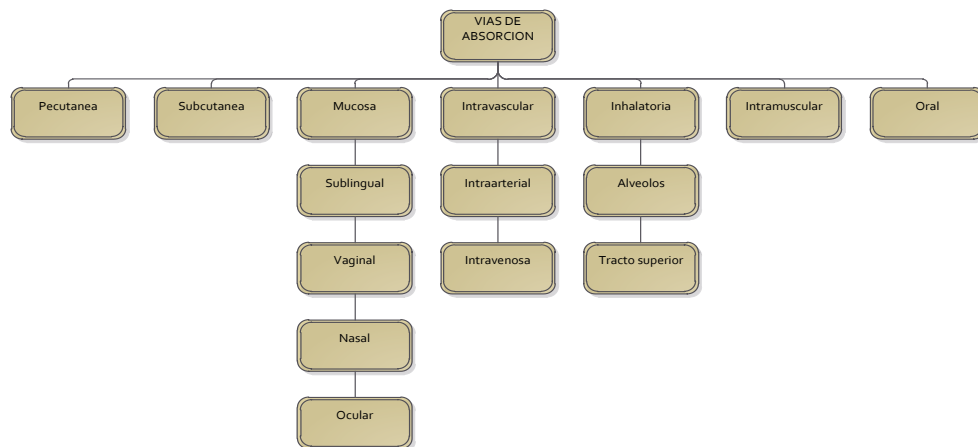 VIAS DE
ABSORCION
Pecutanea
Subcutanea
Mucosa
Intravascular
Inhalatoria
Intramuscular
Oral
Sublingual
Intraarterial
Alveolos
Vaginal
Intravenosa
Tracto superior
Nasal
Ocular